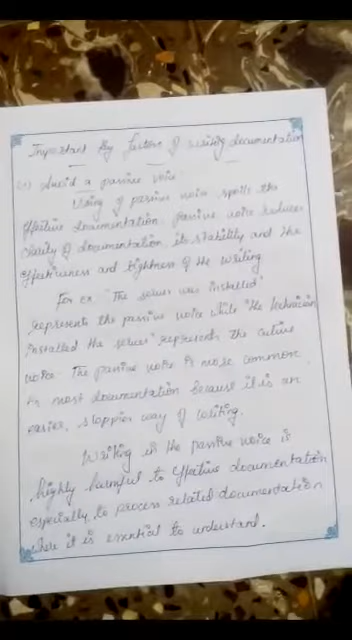 Important Key factors of writing documentation
Avoid a passive voice
Using of passive voice spoils the
effective documentation. passive voice reduces
clarity of documentation its stability and the
effectiveness and tightness of the writing
For ex "The server was installed"
represents the passive voice while "the technician
installed the server" represents the active
voice. The passive voice is more common
in most documentation because it is an
easier, sloppier way of writing.
Writing in the passive voice is
highly harmful to effective documentation
especially to process related documentation
where it is essential to understand.